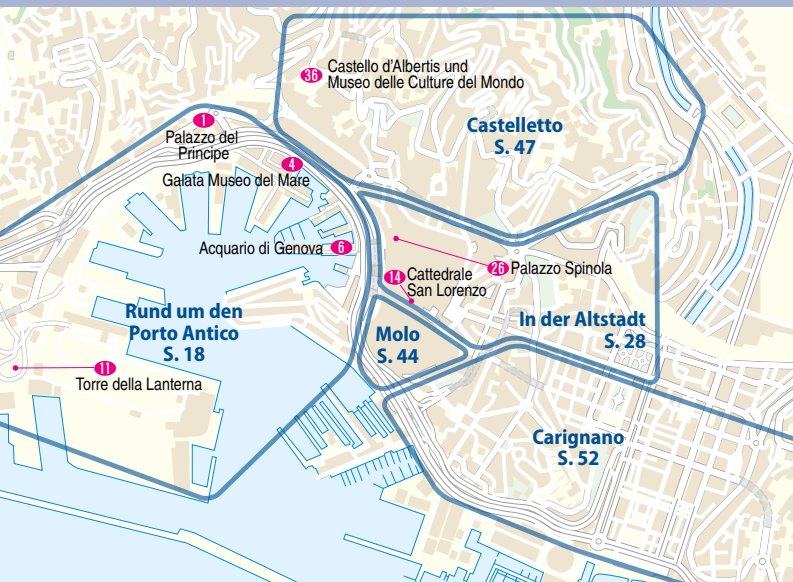 36
Castello d'Albertis und
Museo delle Culture del Mondo
1
Palazzo del
Principe
Castelletto
S. 47
4
Galata Museo del Mare
Acquario di Genova
6
14
Cattedrale
San Lorenzo
26
Palazzo Spinola
Rund um den
Porto Antico
S. 18
Molo
S. 44
In der Altstadt
S. 28
11
Torre della Lanterna
Carignano
S. 52